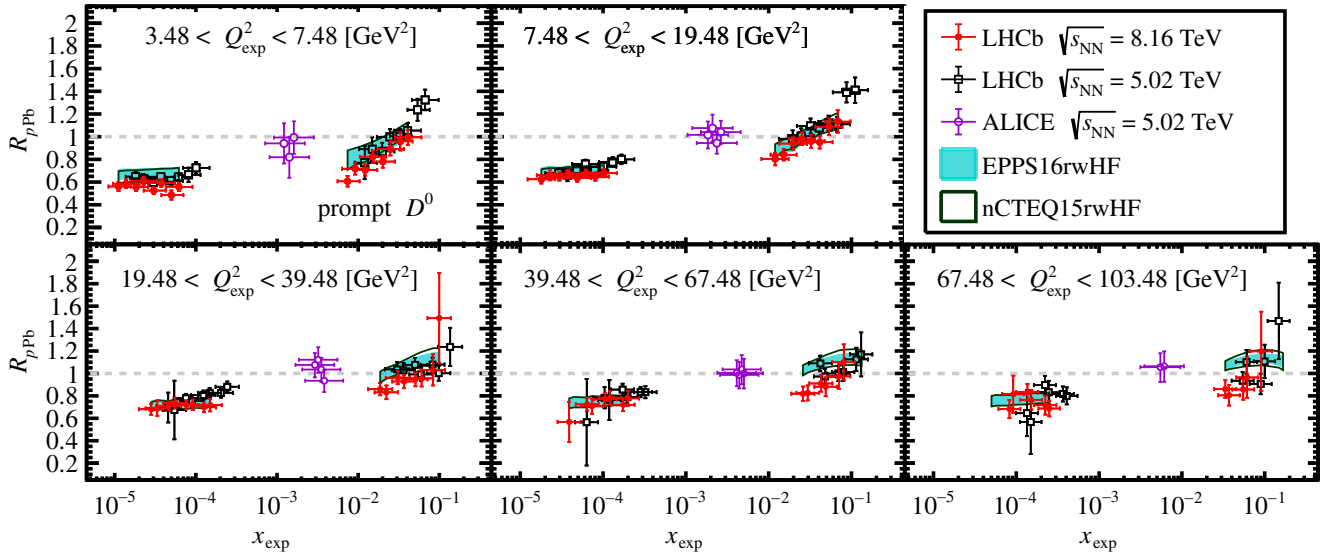 3.48 < Q²exp < 7.48 [GeV²]
7.48 < Q²exp < 19.48 [GeV²]
LHCb √sNN = 8.16 TeV
LHCb √sNN = 5.02 TeV
ALICE √sNN = 5.02 TeV
EPPS16rwHF
nCTEQ15rwHF
RpPb
2
1.8
1.6
1.4
1.2
1
0.8
0.6
0.4
0.2
prompt D⁰
19.48 < Q²exp < 39.48 [GeV²]
39.48 < Q²exp < 67.48 [GeV²]
67.48 < Q²exp < 103.48 [GeV²]
RpPb
2
1.8
1.6
1.4
1.2
1
0.8
0.6
0.4
0.2
10⁻⁵ 10⁻⁴ 10⁻³ 10⁻² 10⁻¹ 10⁻⁵ 10⁻⁴ 10⁻³ 10⁻² 10⁻¹ 10⁻⁵ 10⁻⁴ 10⁻³ 10⁻² 10⁻¹
xexp xexp xexp